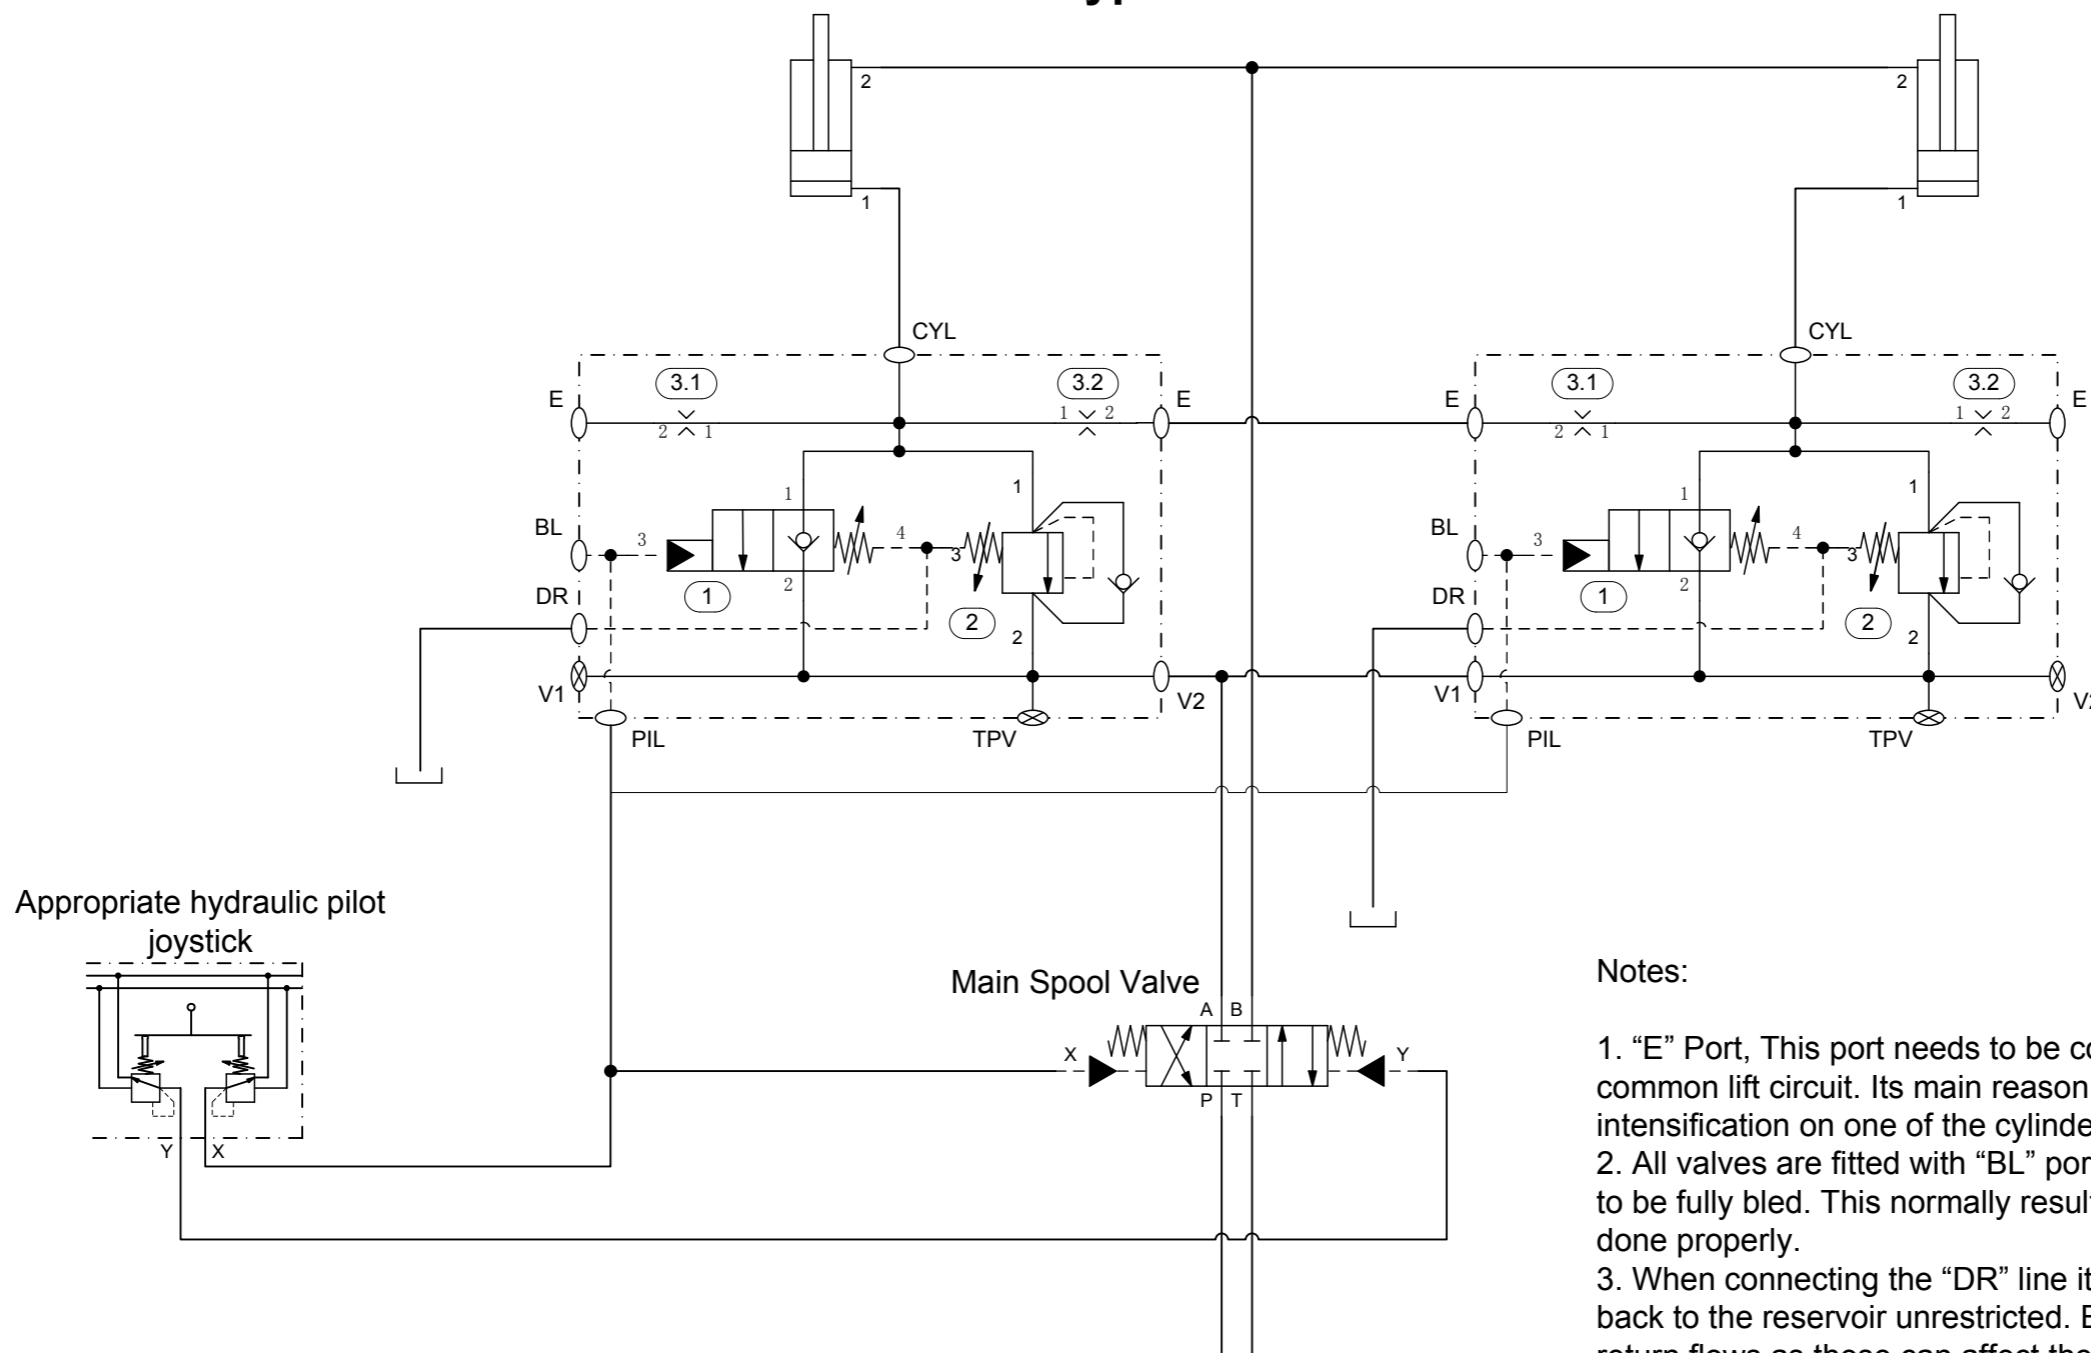 2
2
1
1
CYL
CYL
3.1
3.2
3.1
3.2
E
E
E
E
2 1
1 2
2 1
1 2
1
1
1
1
BL
3
4
3
BL
3
4
3
2
2
DR
1
2
DR
1
2
2
2
V1
V2
V1
PIL
TPV
PIL
TPV
Appropriate hydraulic pilot
joystick
Main Spool Valve
A B
X
Y
P T
Y
X
Notes:
1. “E” Port, This port needs to be
common lift circuit. Its main reason
intensification on one of the
2. All valves are fitted with “BL”
to be fully bled. This normally
done properly.
3. When connecting the “DR” line
back to the reservoir unrestricted.